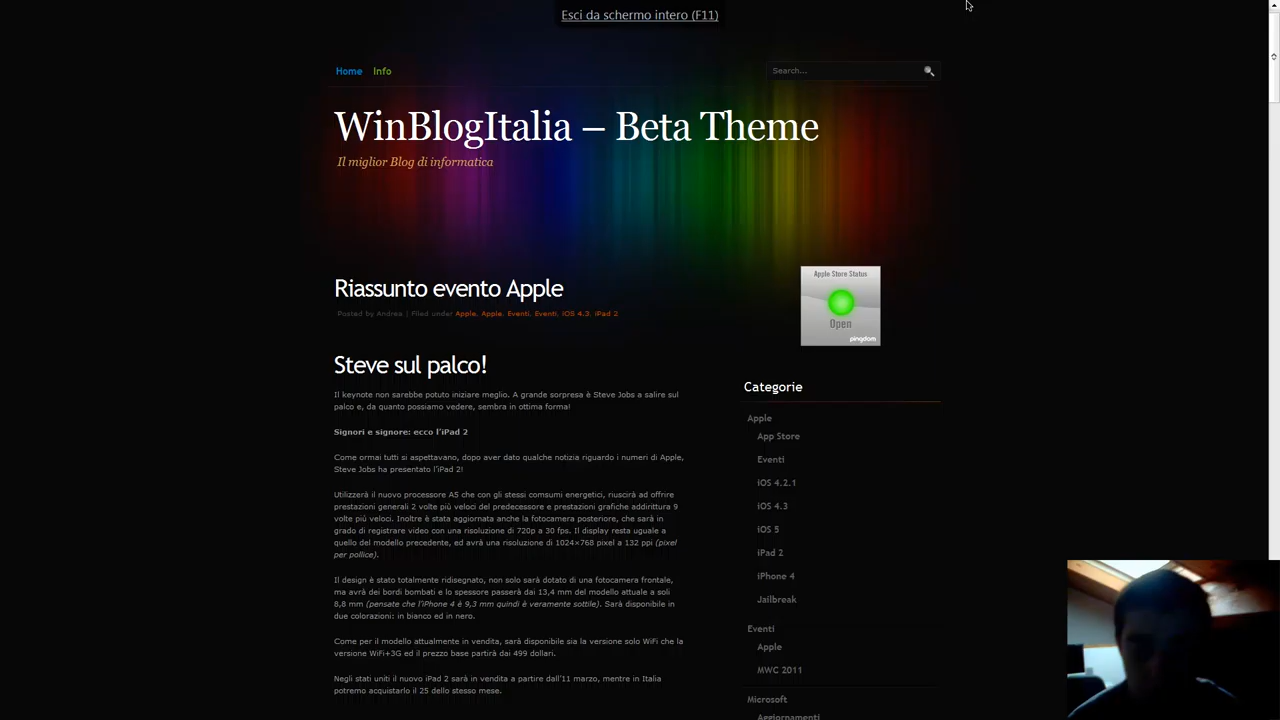 Esci da schermo intero (F11)
Home Info
Search...
WinBlogItalia – Beta Theme
Il miglior Blog di informatica
Riassunto evento Apple
Posted by Andrea | Filed under Apple, Apple, Eventi, Eventi, iOS 4.3, iPad 2
Steve sul palco!
Il keynote non sarebbe potuto iniziare meglio. A grande sorpresa è Steve Jobs a salire sul
palco e, da quanto possiamo vedere, sembra in ottima forma!
Signori e signore: ecco l'iPad 2
Come ormai tutti si aspettavano, dopo aver dato qualche notizia riguardo i numeri di Apple,
Steve Jobs ha presentato l'iPad 2!
Utilizzerà il nuovo processore A5 che con gli stessi comsumi energetici, riuscirà ad offrire
prestazioni generali 2 volte più veloci del predecessore e prestazioni grafiche addirittura 9
volte più veloci. Inoltre è stata aggiornata anche la fotocamera posteriore, che sarà in
grado di registrare video con una risoluzione di 720p a 30 fps. Il display resta uguale a
quello del modello precedente, ed avrà una risoluzione di 1024×768 pixel a 132 ppi (pixel
per pollice).
Il design è stato totalmente ridisegnato, non solo sarà dotato di una fotocamera frontale,
ma avrà dei bordi bombati e lo spessore passerà dai 13,4 mm del modello attuale a soli
8,8 mm (pensate che l'iPhone 4 è 9,3 mm quindi è veramente sottile). Sarà disponibile in
due colorazioni: in bianco ed in nero.
Come per il modello attualmente in vendita, sarà disponibile sia la versione solo WiFi che la
versione WiFi+3G ed il prezzo base partirà dai 499 dollari.
Negli stati uniti il nuovo iPad 2 sarà in vendita a partire dall'11 marzo, mentre in Italia
potremo acquistarlo il 25 dello stesso mese.
Apple Store Status
Open
pingdom
Categorie
Apple
App Store
Eventi
iOS 4.2.1
iOS 4.3
iOS 5
iPad 2
iPhone 4
Jailbreak
Eventi
Apple
MWC 2011
Microsoft
Aggiornamenti